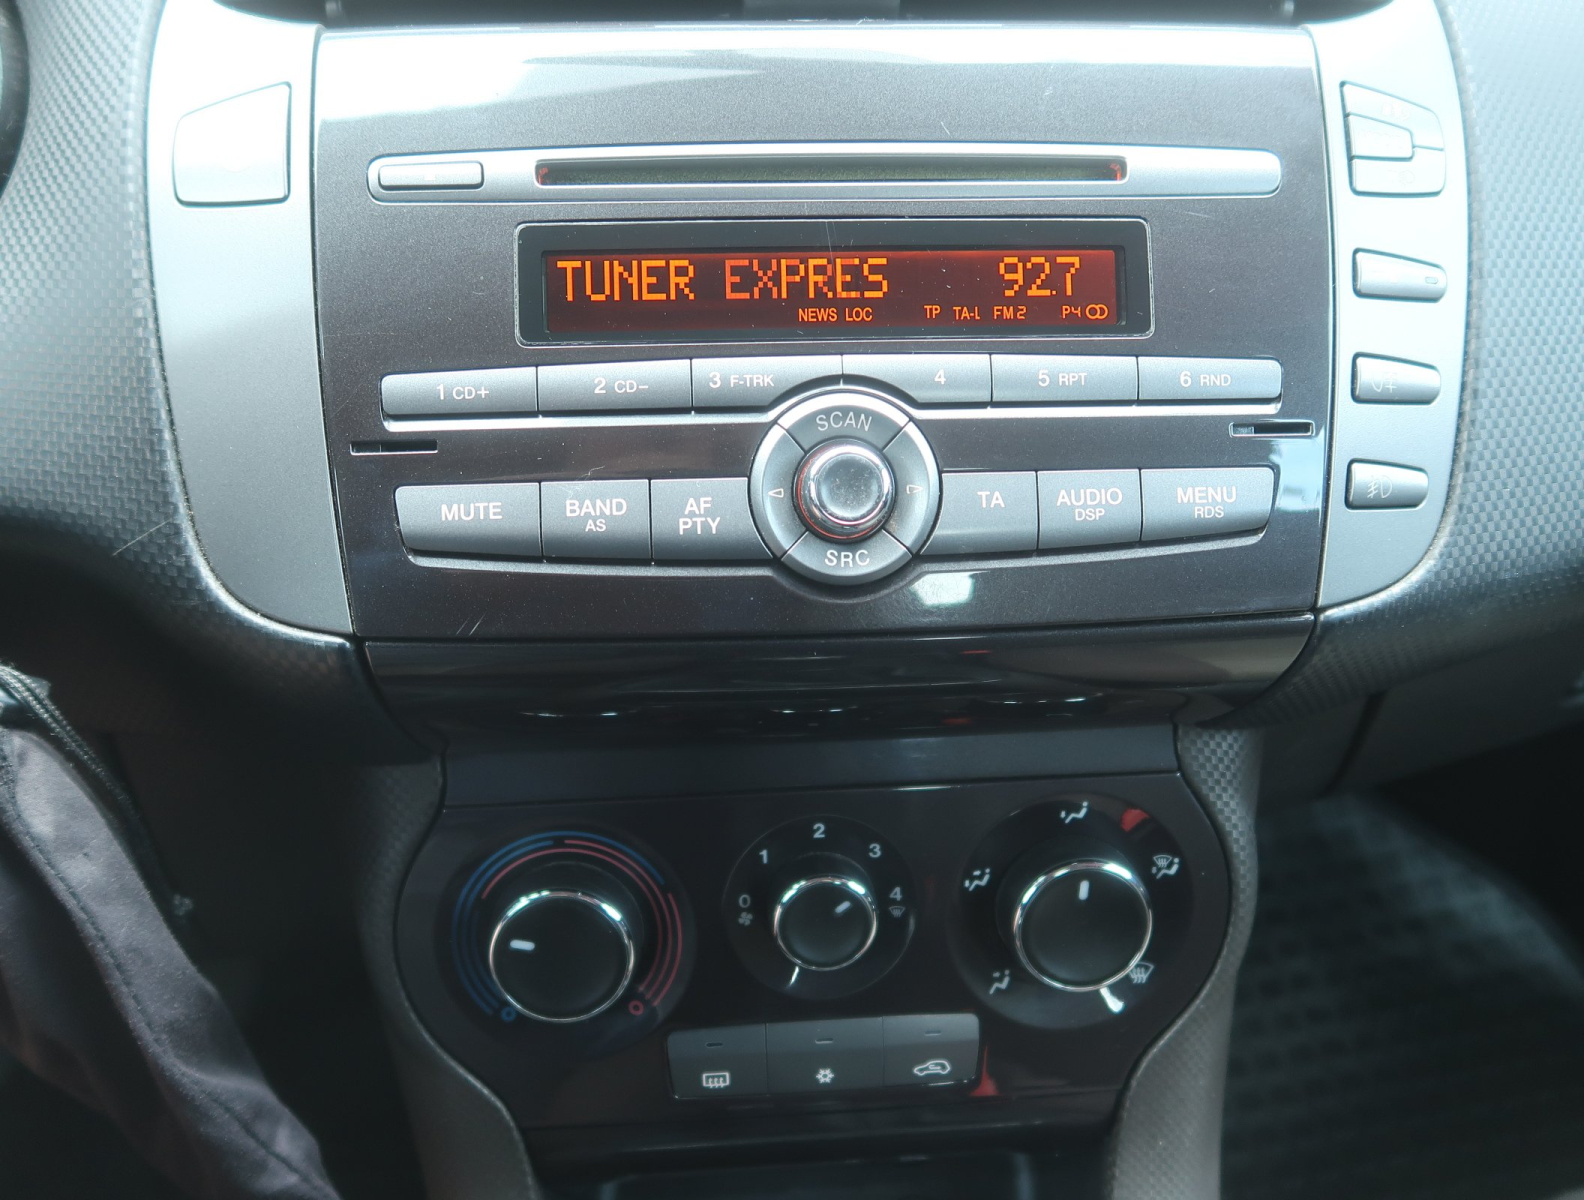 TUNER EXPRES 92.7
NEWS LOC TP TA-L FM2 P4
1 CD+ 2 CD- 3 F-TRK 4 5 RPT 6 RND
SCAN
MUTE BAND AF TA AUDIO MENU
AS PTY DSP RDS
SRC
0 1 2 3 4